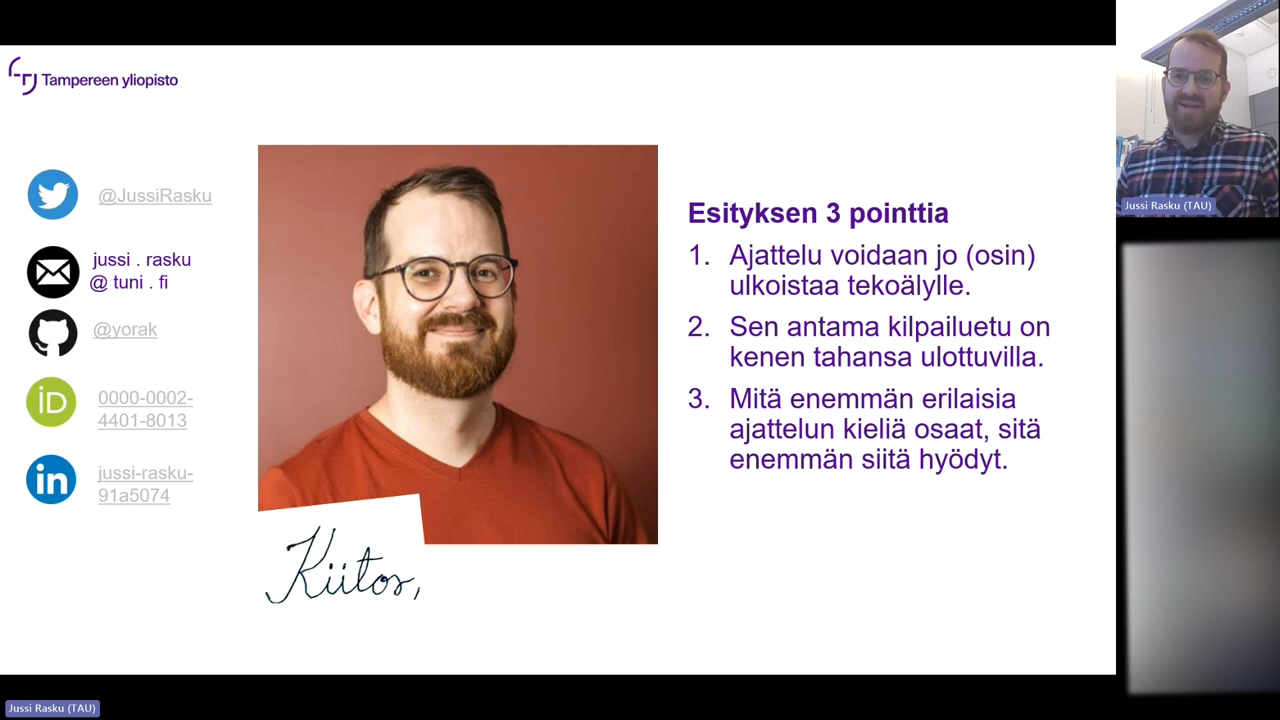 Tampereen yliopisto
@JussiRasku
jussi . rasku
@ tuni . fi
@yorak
iD
0000-0002-
4401-8013
in
jussi-rasku-
91a5074
Kiitos,
Esityksen 3 pointtia
1. Ajattelu voidaan jo (osin)
ulkoistaa tekoälylle.
2. Sen antama kilpailuetu on
kenen tahansa ulottuvilla.
3. Mitä enemmän erilaisia
ajattelun kieliä osaat, sitä
enemmän siitä hyödyt.
Jussi Rasku (TAU)
Jussi Rasku (TAU)